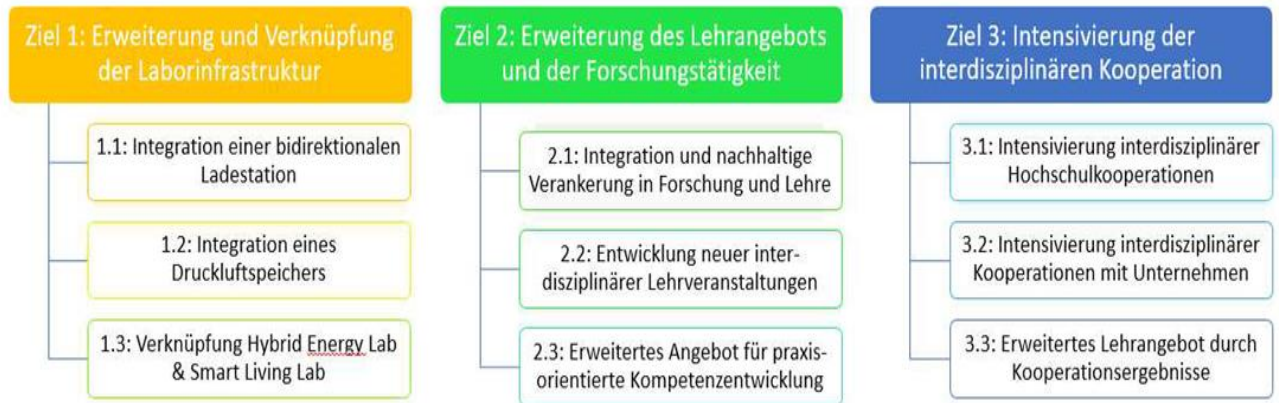 Ziel 1: Erweiterung und Verknüpfung
der Laborinfrastruktur
1.1: Integration einer bidirektionalen
Ladestation
1.2: Integration eines
Druckluftspeichers
1.3: Verknüpfung Hybrid Energy Lab
& Smart Living Lab
Ziel 2: Erweiterung des Lehrangebots
und der Forschungstätigkeit
2.1: Integration und nachhaltige
Verankerung in Forschung und Lehre
2.2: Entwicklung neuer inter-
disziplinärer Lehrveranstaltungen
2.3: Erweitertes Angebot für praxis-
orientierte Kompetenzentwicklung
Ziel 3: Intensivierung der
interdisziplinären Kooperation
3.1: Intensivierung interdisziplinärer
Hochschulkooperationen
3.2: Intensivierung interdisziplinärer
Kooperationen mit Unternehmen
3.3: Erweitertes Lehrangebot durch
Kooperationsergebnisse